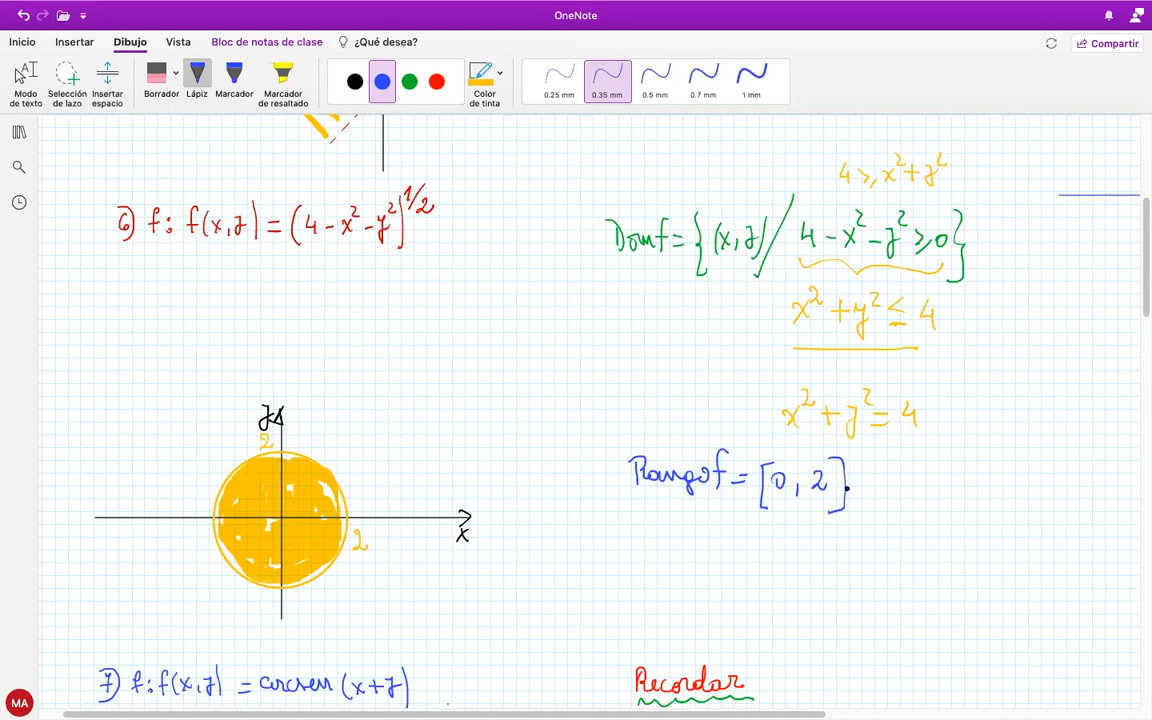 OneNote
Inicio Insertar Dibujo Vista Bloc de notas de clase ¿Qué desea? Compartir
Modo de texto
Selección de lazo
Insertar espacio
Borrador
Lápiz
Marcador
Marcador de resaltado
Color de tinta
0.25 mm 0.35 mm 0.5 mm 0.7 mm 1 mm
4 ≥ x² + y²
6) f: f(x,y) = (4 - x² - y²)^1/2
Dom f = {(x,y) / 4 - x² - y² ≥ 0}
x² + y² ≤ 4
x² + y² = 4
y
2
Rango f = [0, 2]
2
x
7) f: f(x,y) = arcsen (x+y)
Recordar
MA